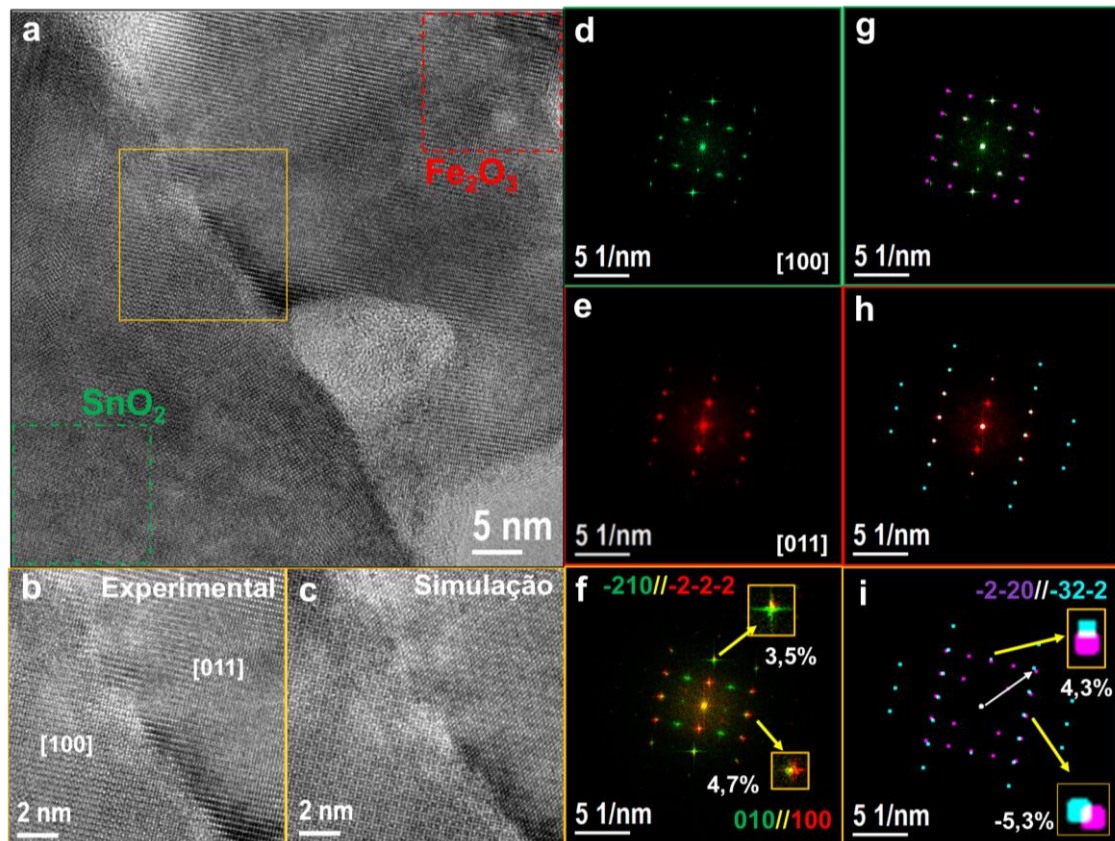 a
Fe₂O₃
SnO₂
5 nm
b
Experimental
[011]
[100]
2 nm
c
Simulação
2 nm
d
5 1/nm
[100]
g
5 1/nm
e
5 1/nm
[011]
h
5 1/nm
f
-210//-2-2-2
3,5%
4,7%
5 1/nm
010//100
i
-2-20//-32-2
4,3%
-5,3%
5 1/nm